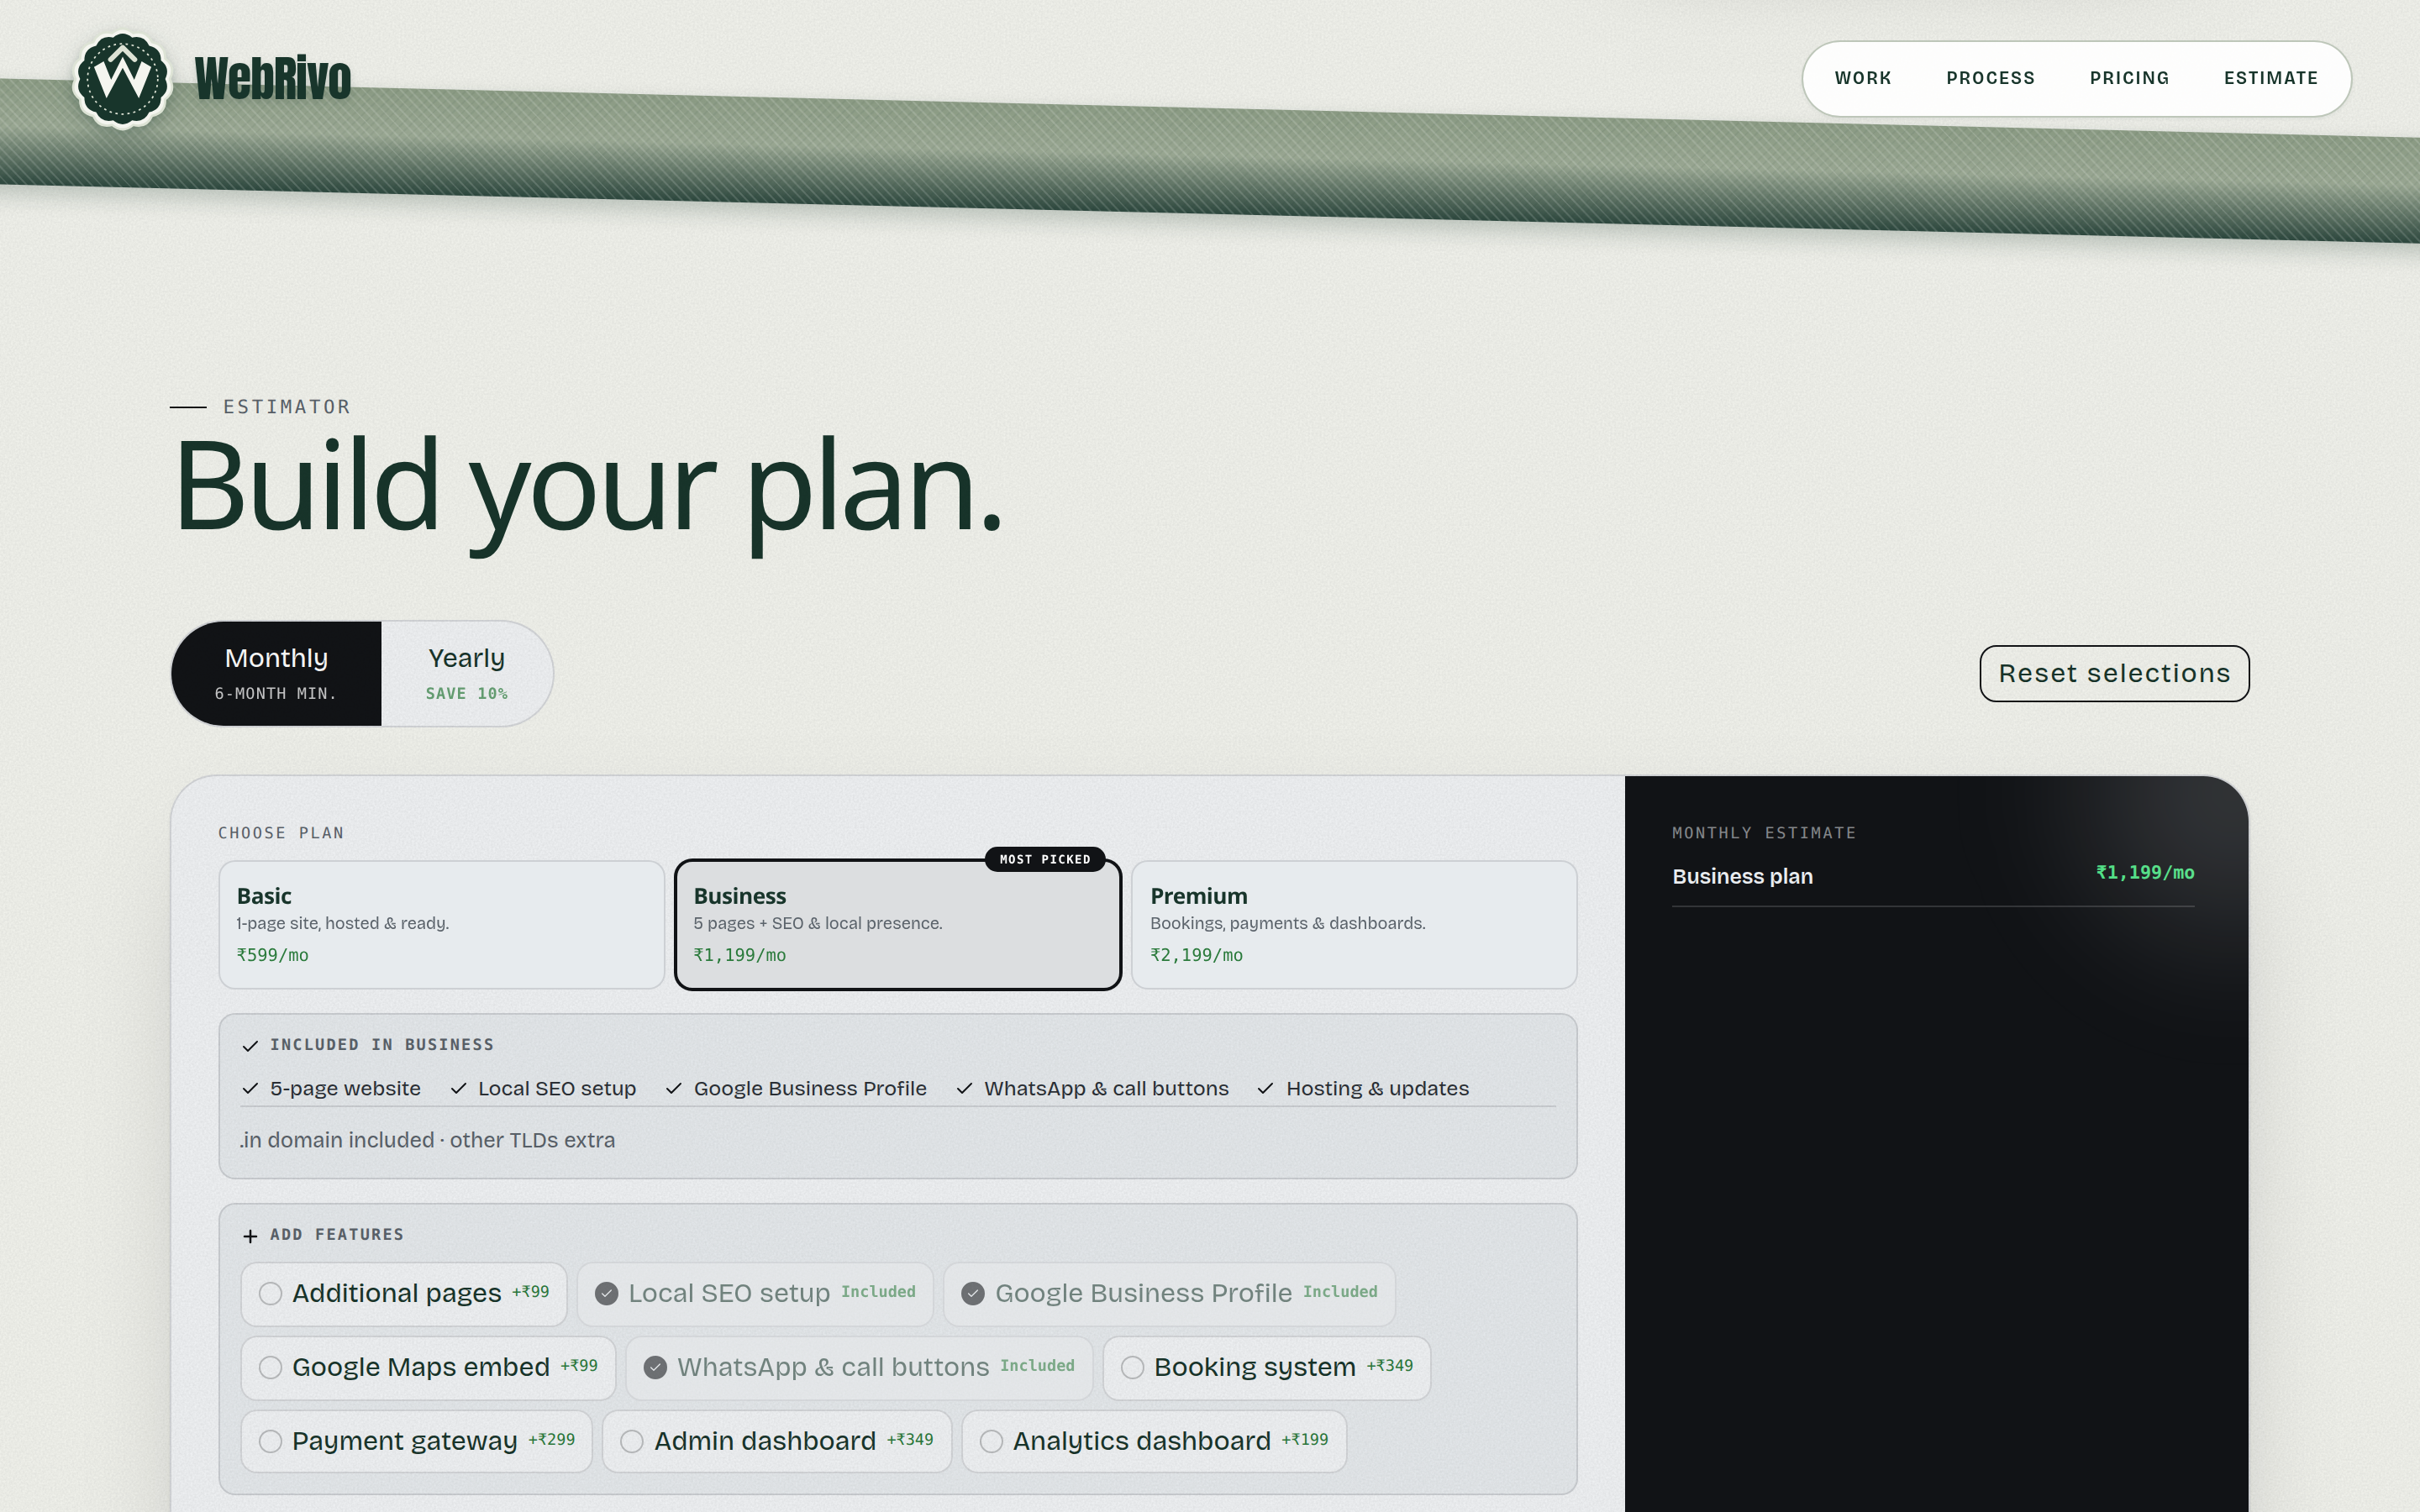 W
WebRivo
WORK PROCESS PRICING ESTIMATE
ESTIMATOR
Build your plan.
Monthly
6-MONTH MIN.
Yearly
SAVE 10%
Reset selections
CHOOSE PLAN
MOST PICKED
Basic
1-page site, hosted & ready.
₹599/mo
Business
5 pages + SEO & local presence.
₹1,199/mo
Premium
Bookings, payments & dashboards.
₹2,199/mo
INCLUDED IN BUSINESS
5-page website Local SEO setup Google Business Profile WhatsApp & call buttons Hosting & updates
.in domain included · other TLDs extra
+ ADD FEATURES
Additional pages +₹99 Local SEO setup Included Google Business Profile Included
Google Maps embed +₹99 WhatsApp & call buttons Included Booking system +₹349
Payment gateway +₹299 Admin dashboard +₹349 Analytics dashboard +₹199
MONTHLY ESTIMATE
Business plan ₹1,199/mo